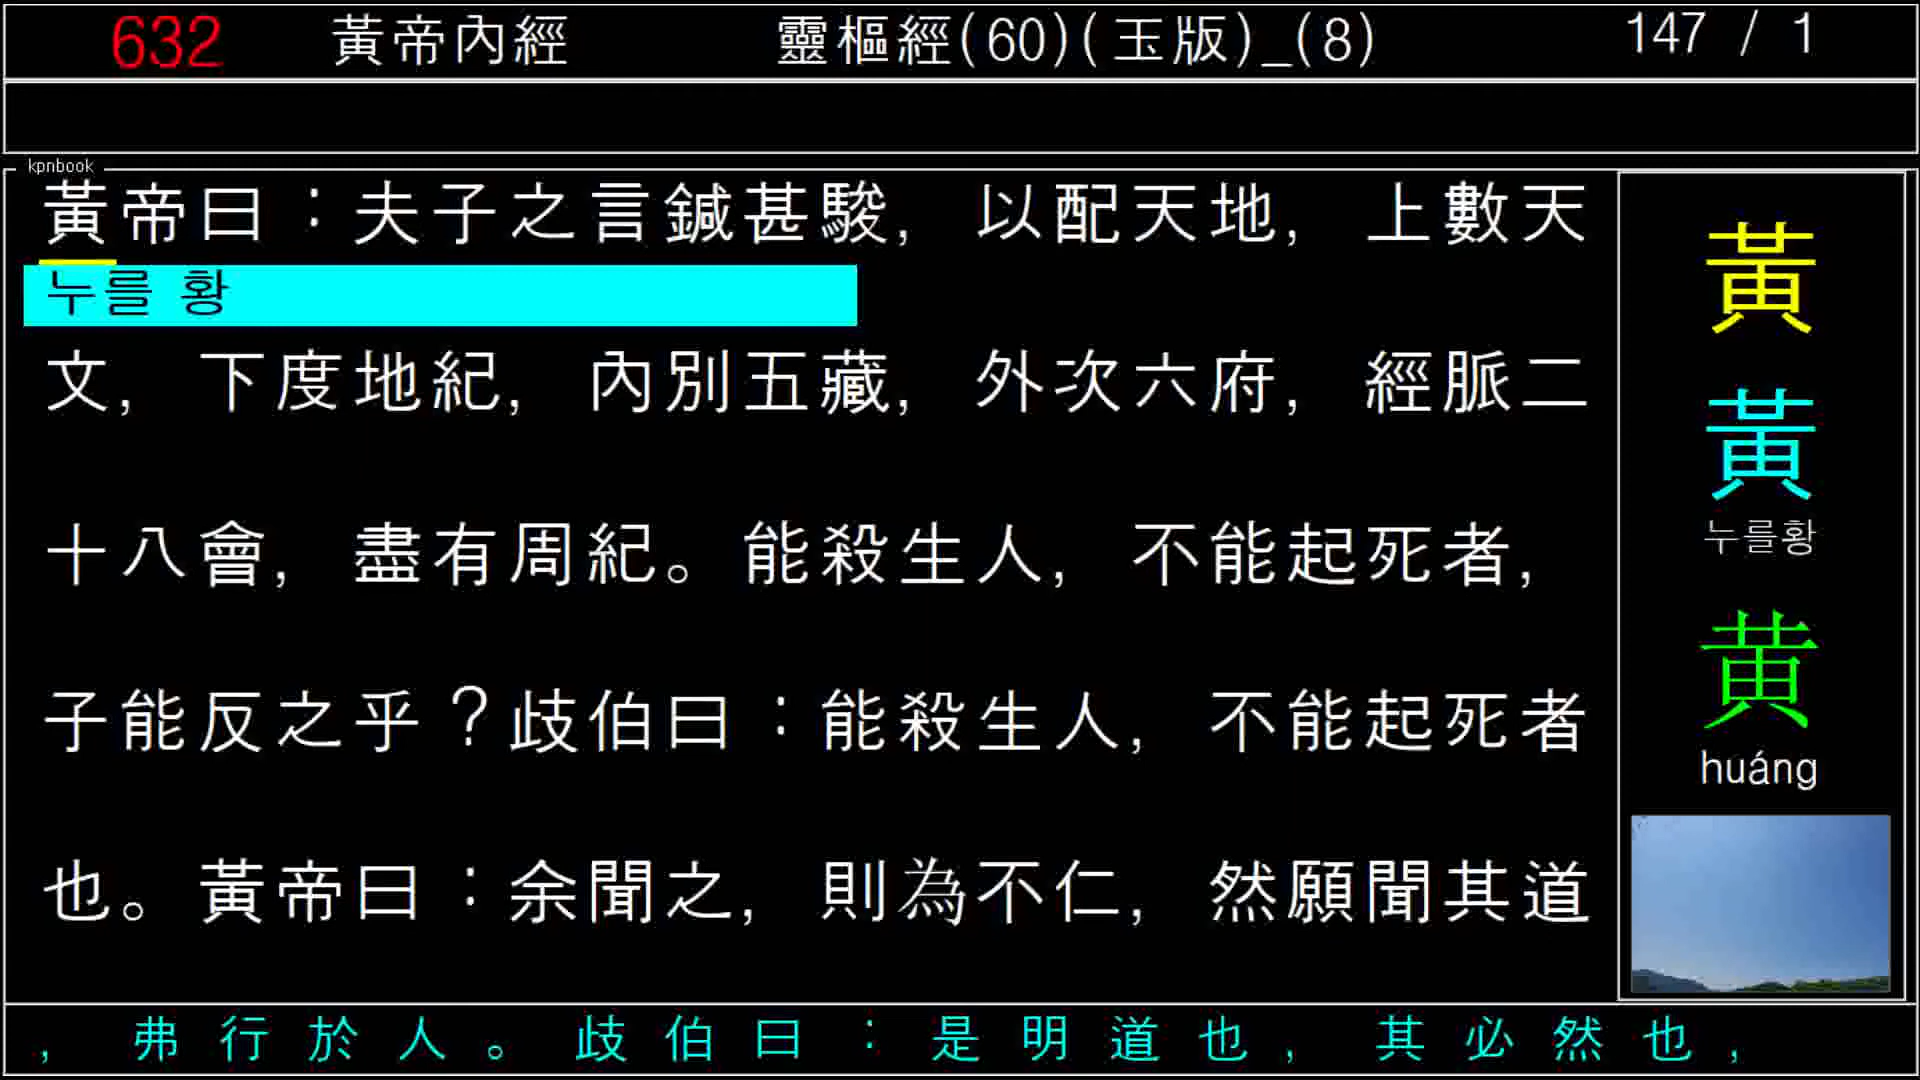 632 黃帝內經 靈樞經(60)(玉版)_(8) 147 / 1
kpnbook
黃帝曰：夫子之言鍼甚駿, 以配天地, 上數天
누를 황
文, 下度地紀, 內別五藏, 外次六府, 經脈二
十八會, 盡有周紀。能殺生人, 不能起死者,
子能反之乎？歧伯曰：能殺生人, 不能起死者
也。黃帝曰：余聞之, 則為不仁, 然願聞其道
黃
黃
누를황
黄
huáng
, 弗行於人。歧伯曰：是明道也, 其必然也,